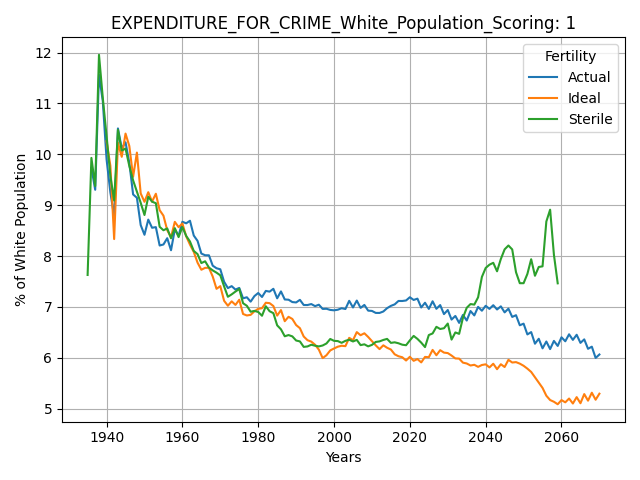 EXPENDITURE_FOR_CRIME_White_Population_Scoring: 1
Fertility
Actual
Ideal
Sterile
% of White Population
12
11
10
9
8
7
6
5
1940 1960 1980 2000 2020 2040 2060
Years